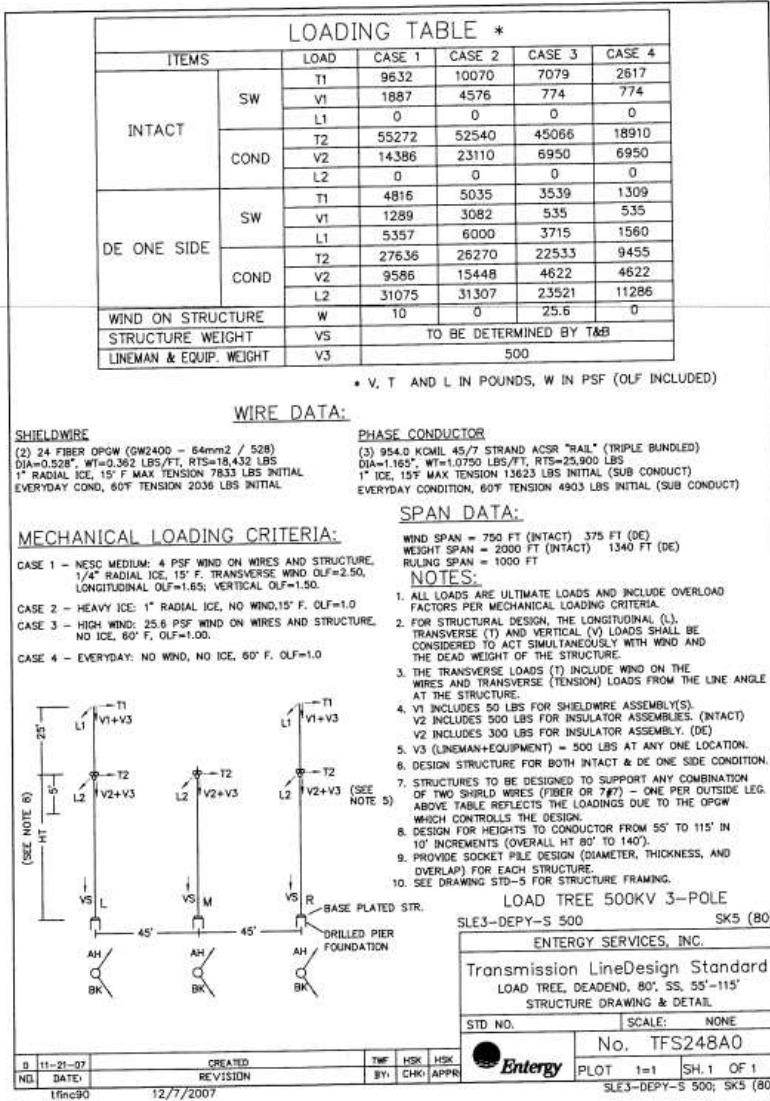 LOADING TABLE *
ITEMS LOAD CASE 1 CASE 2 CASE 3 CASE 4
INTACT
SW
T1 9632 10070 7079 2617
V1 1887 4576 774 774
L1 0 0 0 0
COND
T2 55272 52540 45066 18910
V2 14386 23110 6950 6950
L2 0 0 0 0
DE ONE SIDE
SW
T1 4816 5035 3539 1309
V1 1289 3082 535 535
L1 5357 6000 3715 1560
COND
T2 27636 26270 22533 9455
V2 9586 15448 4622 4622
L2 31075 31307 23521 11286
WIND ON STRUCTURE W 10 0 25.6 0
STRUCTURE WEIGHT VS TO BE DETERMINED BY T&B
LINEMAN & EQUIP. WEIGHT V3 500
* V, T AND L IN POUNDS, W IN PSF (OLF INCLUDED)
WIRE DATA:
SHIELDWIRE
(2) 24 FIBER OPGW (GW2400 - 64mm2 / 528)
DIA=0.528", WT=0.362 LBS/FT, RTS=18,432 LBS
1" RADIAL ICE, 15° F MAX TENSION 7833 LBS INITIAL
EVERYDAY COND, 60°F TENSION 2036 LBS INITIAL
PHASE CONDUCTOR
(3) 954.0 KCMIL 45/7 STRAND ACSR "RAIL" (TRIPLE BUNDLED)
DIA=1.165", WT=1.0750 LBS/FT, RTS=25,900 LBS
1" ICE, 15°F MAX TENSION 13623 LBS INITIAL (SUB CONDUCT)
EVERYDAY CONDITION, 60°F TENSION 4903 LBS INITIAL (SUB CONDUCT)
MECHANICAL LOADING CRITERIA:
CASE 1 - NESC MEDIUM: 4 PSF WIND ON WIRES AND STRUCTURE,
1/4" RADIAL ICE, 15° F. TRANSVERSE WIND OLF=2.50,
LONGITUDINAL OLF=1.65; VERTICAL OLF=1.50.
CASE 2 - HEAVY ICE: 1" RADIAL ICE, NO WIND,15° F. OLF=1.0
CASE 3 - HIGH WIND: 25.6 PSF WIND ON WIRES AND STRUCTURE,
NO ICE, 60° F. OLF=1.00.
CASE 4 - EVERYDAY: NO WIND, NO ICE, 60° F. OLF=1.0
SPAN DATA:
WIND SPAN = 750 FT (INTACT) 375 FT (DE)
WEIGHT SPAN = 2000 FT (INTACT) 1340 FT (DE)
RULING SPAN = 1000 FT
NOTES:
1. ALL LOADS ARE ULTIMATE LOADS AND INCLUDE OVERLOAD
FACTORS PER MECHANICAL LOADING CRITERIA.
2. FOR STRUCTURAL DESIGN, THE LONGITUDINAL (L),
TRANSVERSE (T) AND VERTICAL (V) LOADS SHALL BE
CONSIDERED TO ACT SIMULTANEOUSLY WITH WIND AND
THE DEAD WEIGHT OF THE STRUCTURE.
3. THE TRANSVERSE LOADS (T) INCLUDE WIND ON THE
WIRES AND TRANSVERSE (TENSION) LOADS FROM THE LINE ANGLE
AT THE STRUCTURE.
4. V1 INCLUDES 50 LBS FOR SHIELDWIRE ASSEMBLY(S).
V2 INCLUDES 500 LBS FOR INSULATOR ASSEMBLIES. (INTACT)
V2 INCLUDES 300 LBS FOR INSULATOR ASSEMBLY. (DE)
5. V3 (LINEMAN+EQUIPMENT) = 500 LBS AT ANY ONE LOCATION.
6. DESIGN STRUCTURE FOR BOTH INTACT & DE ONE SIDE CONDITION.
7. STRUCTURES TO BE DESIGNED TO SUPPORT ANY COMBINATION
OF TWO SHIRLD WIRES (FIBER OR 7#7) - ONE PER OUTSIDE LEG.
ABOVE TABLE REFLECTS THE LOADINGS DUE TO THE OPGW
WHICH CONTROLLS THE DESIGN.
8. DESIGN FOR HEIGHTS TO CONDUCTOR FROM 55' TO 115' IN
10' INCREMENTS (OVERALL HT 80' TO 140').
9. PROVIDE SOCKET PILE DESIGN (DIAMETER, THICKNESS, AND
OVERLAP) FOR EACH STRUCTURE.
10. SEE DRAWING STD-5 FOR STRUCTURE FRAMING.
T1 T1
L1 V1+V3 L1 V1+V3
25'
T2 T2 T2
5'
L2 V2+V3 L2 V2+V3 L2 V2+V3 (SEE NOTE 5)
(SEE NOTE 8)
HT
VS L VS M VS R
BASE PLATED STR.
45' 45'
DRILLED PIER
FOUNDATION
AH AH AH
BK BK BK
LOAD TREE 500KV 3-POLE
SLE3-DEPY-S 500 SK5 (80
ENTERGY SERVICES, INC.
Transmission LineDesign Standard
LOAD TREE, DEADEND, 80°, SS, 55'-115'
STRUCTURE DRAWING & DETAIL
STD NO. SCALE: NONE
Entergy
No. TFS248A0
PLOT 1=1 SH. 1 OF 1
SLE3-DEPY-S 500; SK5 (80
0 11-21-07 CREATED TWF HSK HSK
NO. DATE: REVISION BY: CHK: APPR
tfinc90 12/7/2007